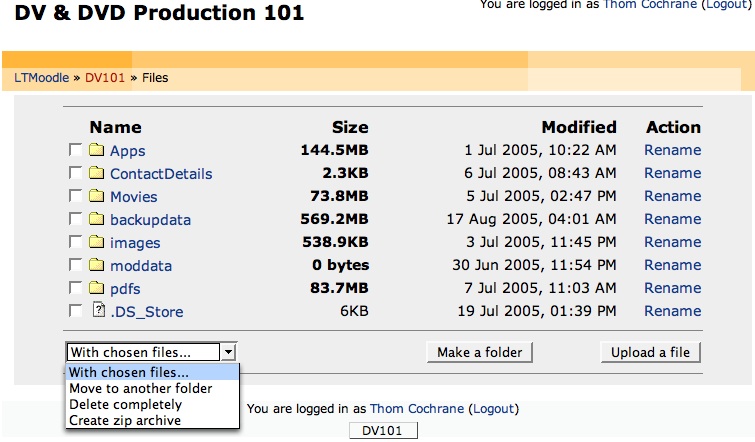 You are logged in as Thom Cochrane (Logout)
DV & DVD Production 101
LTMoodle » DV101 » Files
Name Size Modified Action
Apps 144.5MB 1 Jul 2005, 10:22 AM Rename
ContactDetails 2.3KB 6 Jul 2005, 08:43 AM Rename
Movies 73.8MB 5 Jul 2005, 02:47 PM Rename
backupdata 569.2MB 17 Aug 2005, 04:01 AM Rename
images 538.9KB 3 Jul 2005, 11:45 PM Rename
moddata 0 bytes 30 Jun 2005, 11:54 PM Rename
pdfs 83.7MB 7 Jul 2005, 11:03 AM Rename
? .DS_Store 6KB 19 Jul 2005, 01:39 PM Rename
With chosen files... Make a folder Upload a file
With chosen files...
Move to another folder
Delete completely
Create zip archive
You are logged in as Thom Cochrane (Logout)
DV101